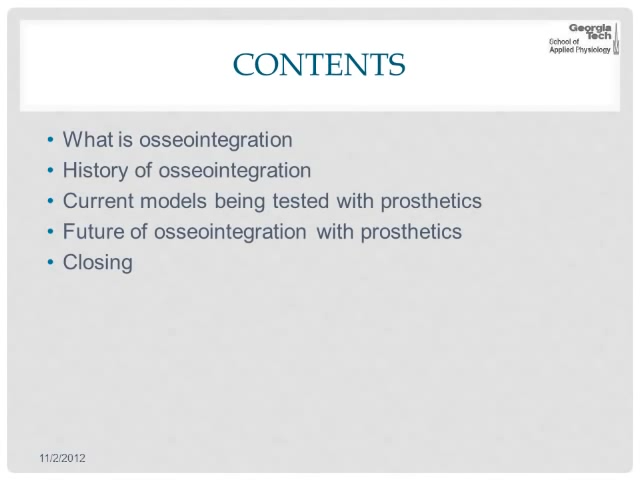 Georgia
Tech
School of
Applied Physiology
CONTENTS
• What is osseointegration
• History of osseointegration
• Current models being tested with prosthetics
• Future of osseointegration with prosthetics
• Closing
11/2/2012